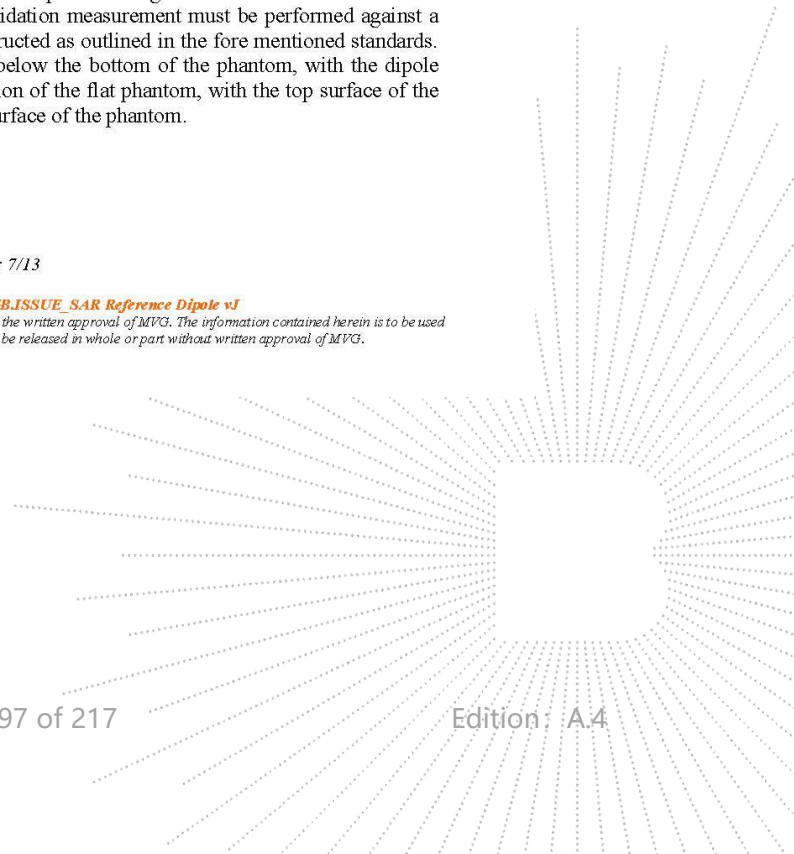 idation measurement must be performed against a
ructed as outlined in the fore mentioned standards.
below the bottom of the phantom, with the dipole
ion of the flat phantom, with the top surface of the
urface of the phantom.
: 7/13
B.ISSUE_SAR Reference Dipole vJ
the written approval of MVG. The information contained herein is to be used
be released in whole or part without written approval of MVG.
97 of 217 Edition: A.4